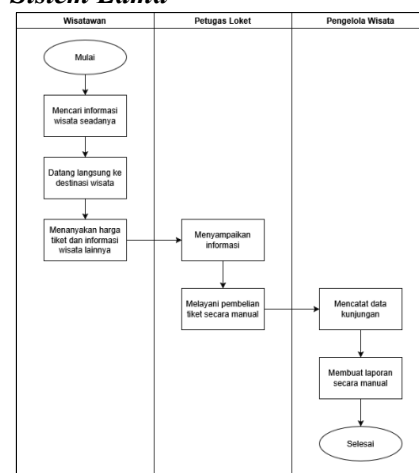 Sistem Lama
Wisatawan
Petugas Loket
Pengelola Wisata
Mulai
Mencari informasi
wisata seadanya
Datang langsung ke
destinasi wisata
Menanyakan harga
tiket dan informasi
wisata lainnya
Menyampaikan
informasi
Melayani pembelian
tiket secara manual
Mencatat data
kunjungan
Membuat laporan
secara manual
Selesai